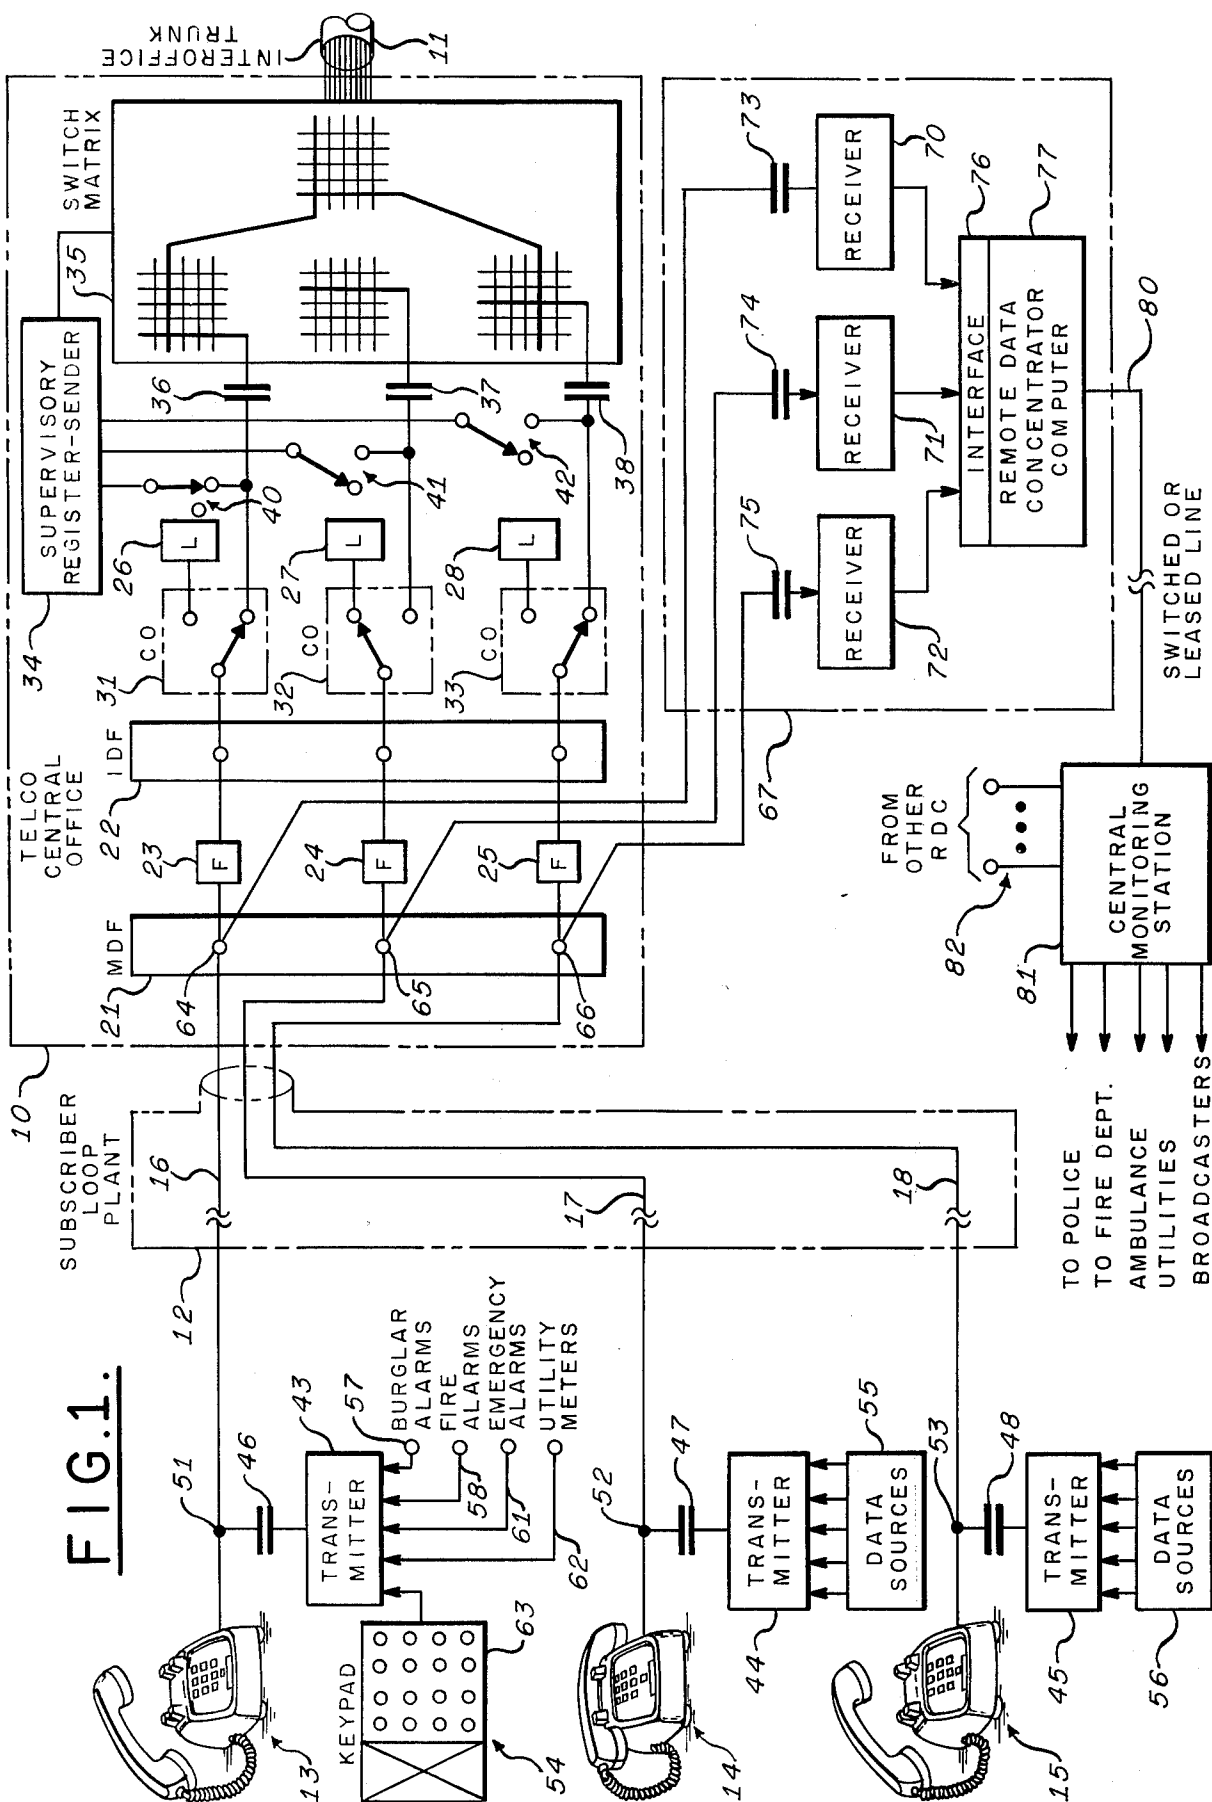 FIG.1.
10
SUBSCRIBER
LOOP
PLANT
12
16
17
18
TELCO
CENTRAL
OFFICE
MDF
21
64
65
66
22
IDF
23
F
24
F
25
F
34
SUPERVISORY
REGISTER-SENDER
35
SWITCH
MATRIX
INTEROFFICE
TRUNK
11
CO
31
CO
32
CO
33
26
L
27
L
28
L
40
41
42
36
37
38
51
46
43
TRANS-
MITTER
57
BURGLAR
ALARMS
FIRE
ALARMS
58
EMERGENCY
ALARMS
61
UTILITY
METERS
62
13
KEYPAD
63
54
52
47
14
44
TRANS-
MITTER
DATA
SOURCES
55
53
48
15
45
TRANS-
MITTER
56
DATA
SOURCES
67
75
74
73
RECEIVER
72
RECEIVER
71
RECEIVER
70
INTERFACE
76
REMOTE DATA
CONCENTRATOR
COMPUTER
77
80
SWITCHED OR
LEASED LINE
FROM
OTHER
RDC
82
81
CENTRAL
MONITORING
STATION
TO POLICE
TO FIRE DEPT.
AMBULANCE
UTILITIES
BROADCASTERS